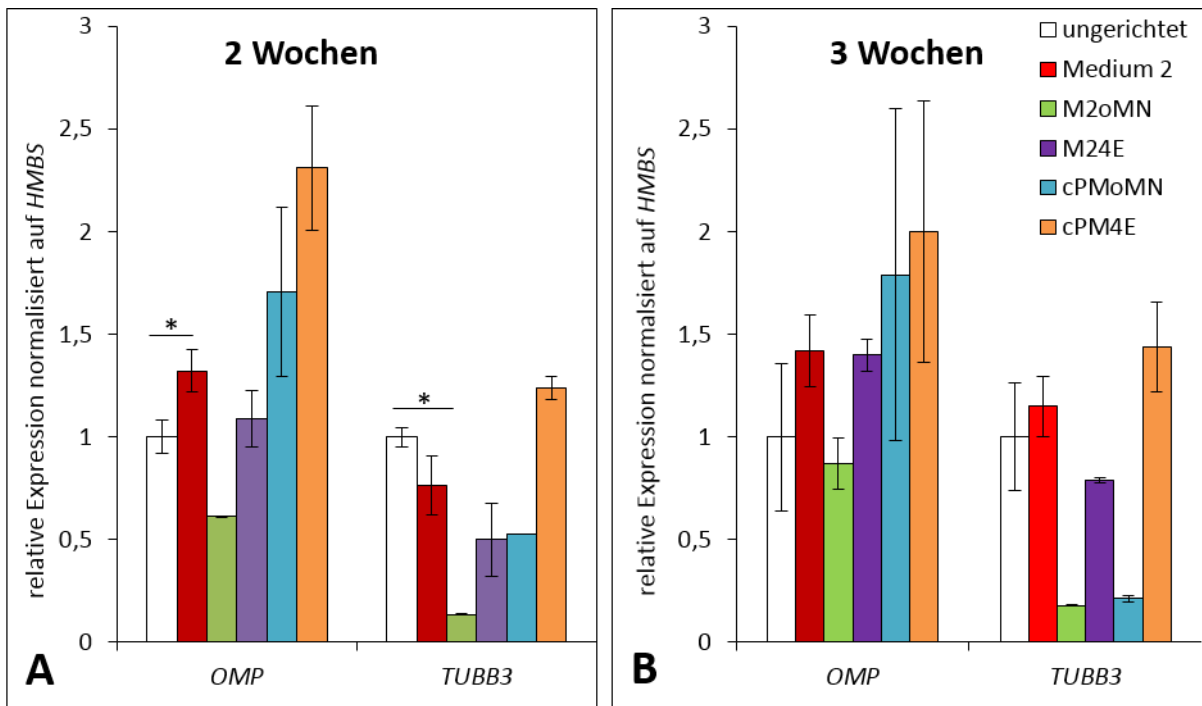 relative Expression normalisiert auf HMBS
3
2,5
2
1,5
1
0,5
0
2 Wochen
*
*
OMP
TUBB3
A
relative Expression normalsiert auf HMBS
3
2,5
2
1,5
1
0,5
0
3 Wochen
ungerichtet
Medium 2
M2oMN
M24E
cPMoMN
cPM4E
OMP
TUBB3
B